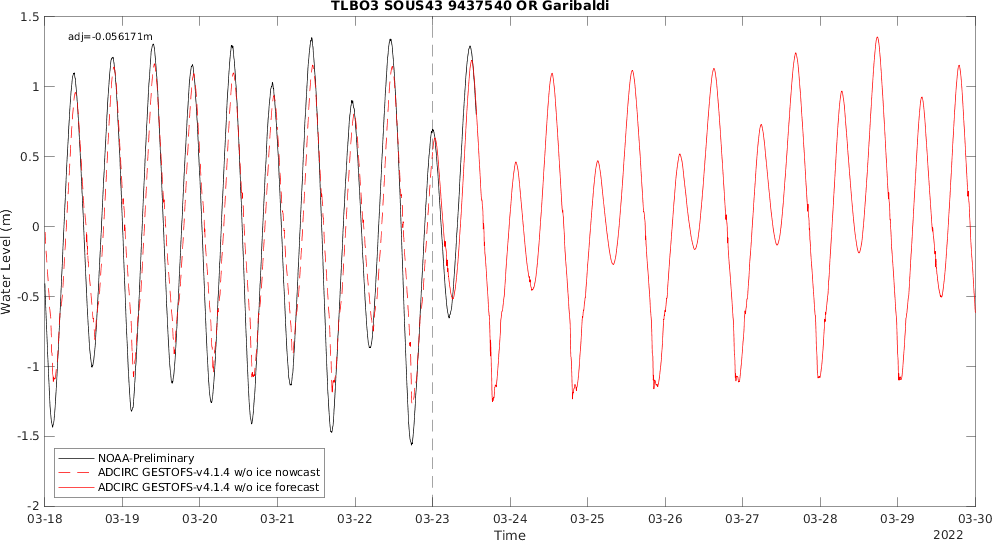 TLBO3 SOUS43 9437540 OR Garibaldi
adj=-0.056171m
1.5
1
0.5
0
-0.5
-1
-1.5
-2
Water Level (m)
NOAA-Preliminary
ADCIRC GESTOFS-v4.1.4 w/o ice nowcast
ADCIRC GESTOFS-v4.1.4 w/o ice forecast
03-18 03-19 03-20 03-21 03-22 03-23 03-24 03-25 03-26 03-27 03-28 03-29 03-30
Time
2022